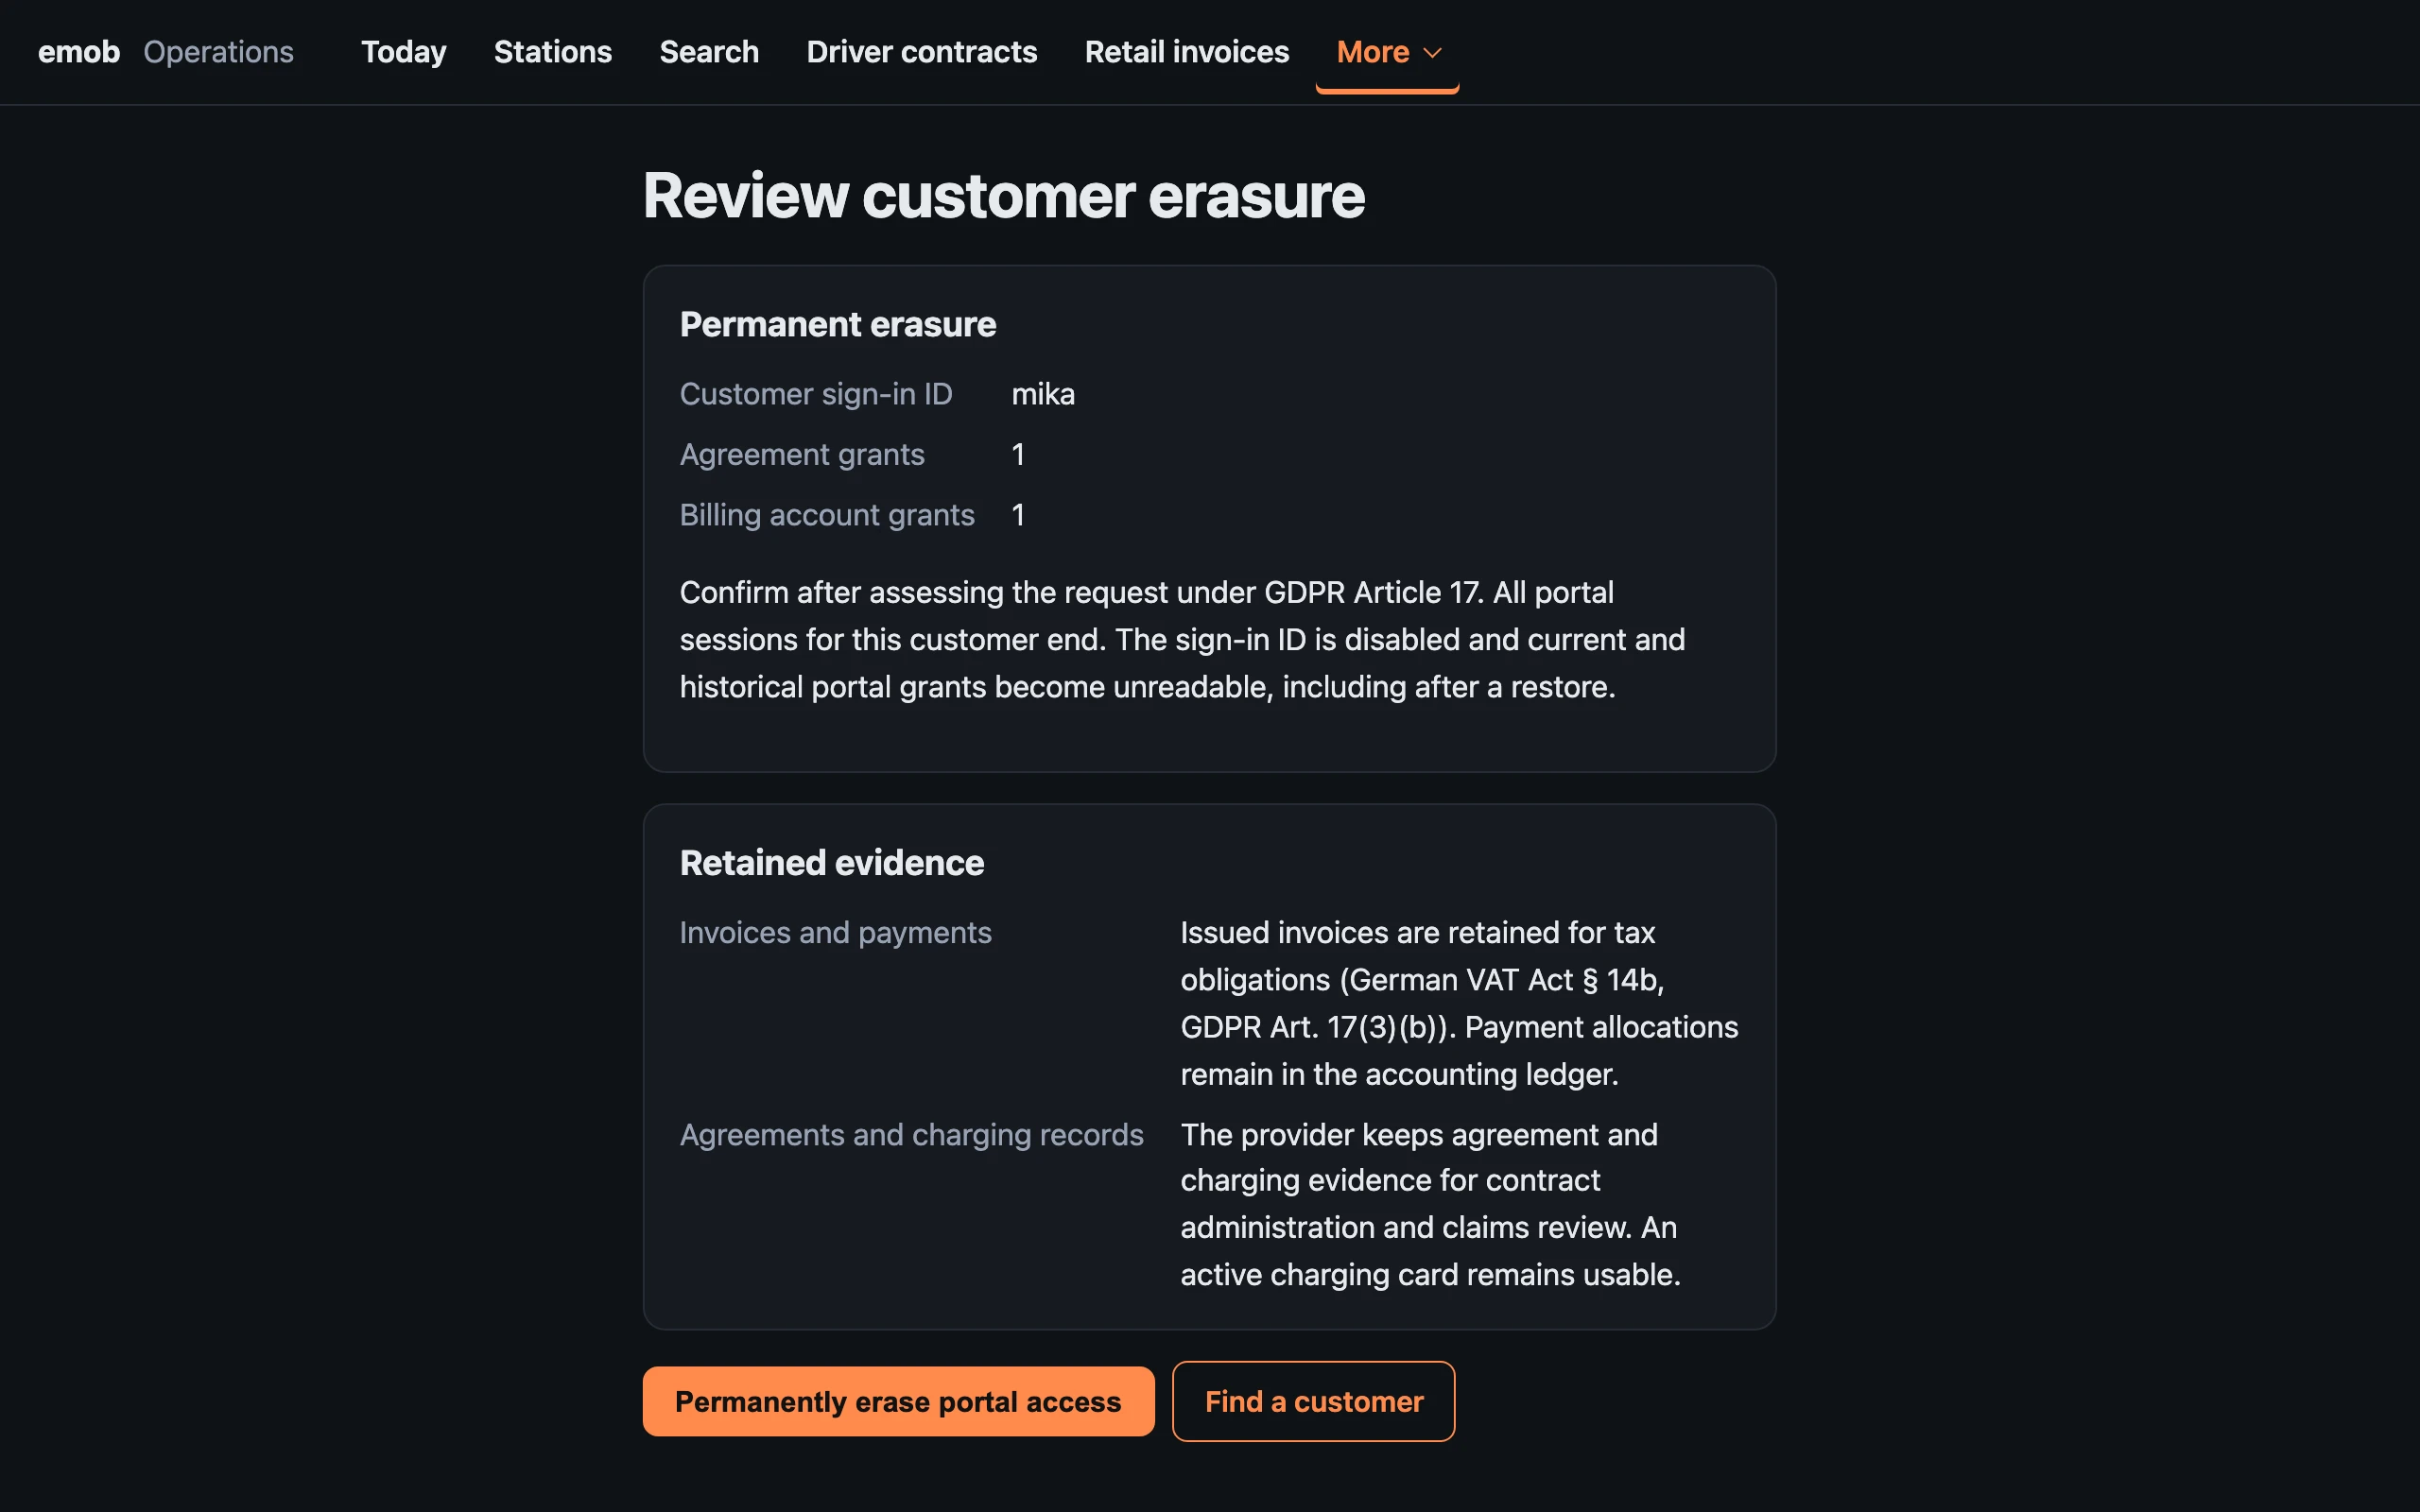 emob Operations Today Stations Search Driver contracts Retail invoices More
Review customer erasure
Permanent erasure
Customer sign-in ID mika
Agreement grants 1
Billing account grants 1
Confirm after assessing the request under GDPR Article 17. All portal
sessions for this customer end. The sign-in ID is disabled and current and
historical portal grants become unreadable, including after a restore.
Retained evidence
Invoices and payments Issued invoices are retained for tax
obligations (German VAT Act § 14b,
GDPR Art. 17(3)(b)). Payment allocations
remain in the accounting ledger.
Agreements and charging records The provider keeps agreement and
charging evidence for contract
administration and claims review. An
active charging card remains usable.
Permanently erase portal access Find a customer